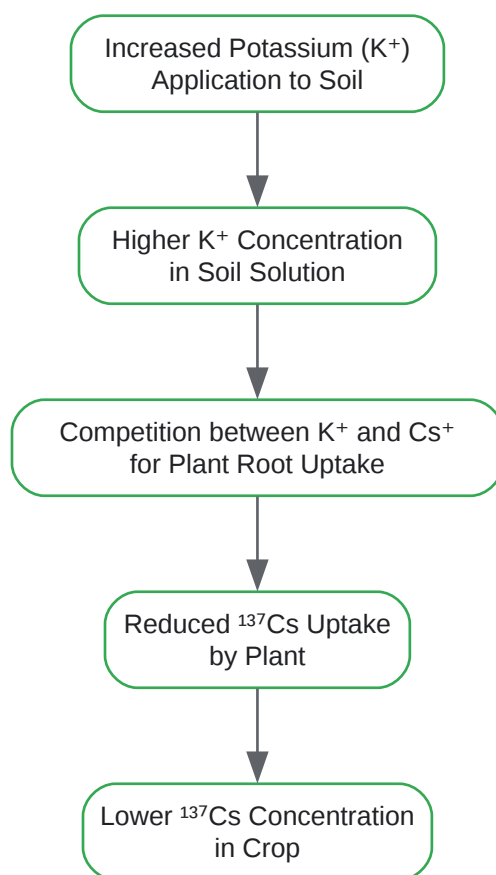 Increased Potassium (K⁺)
Application to Soil
Higher K⁺ Concentration
in Soil Solution
Competition between K⁺ and Cs⁺
for Plant Root Uptake
Reduced ¹³⁷Cs Uptake
by Plant
Lower ¹³⁷Cs Concentration
in Crop